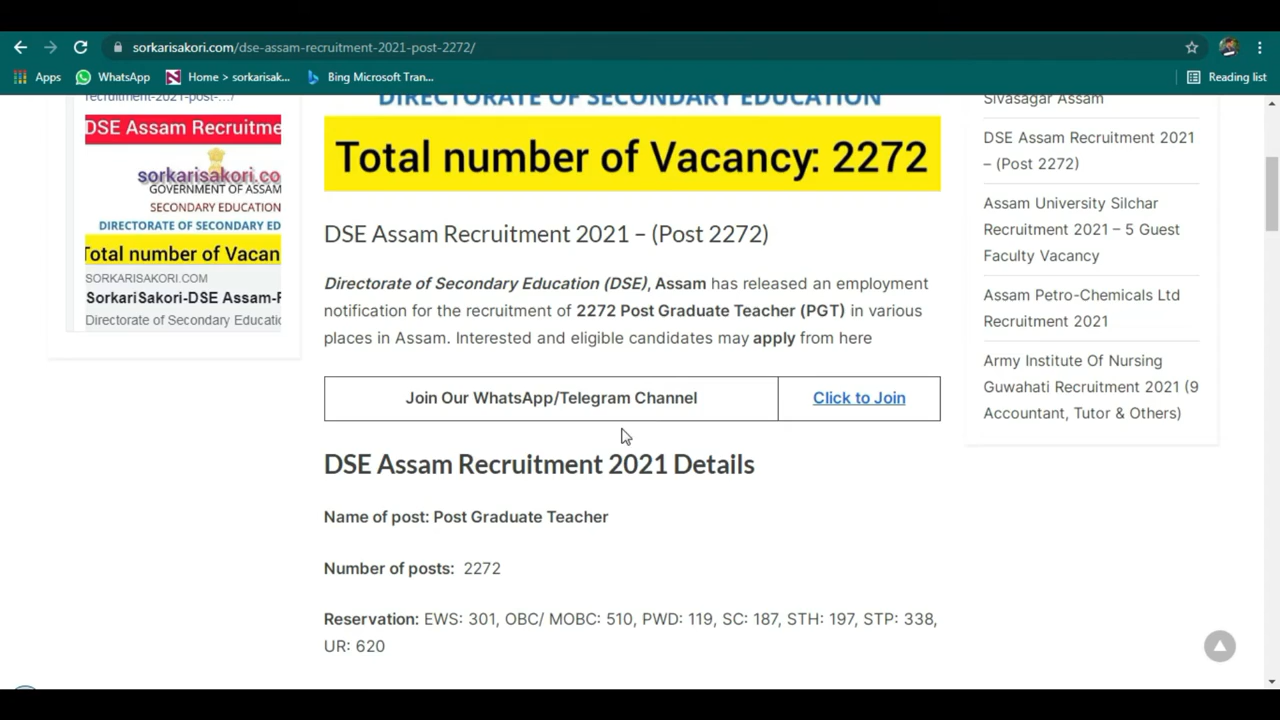 sorkarisakori.com/dse-assam-recruitment-2021-post-2272/
Apps
WhatsApp
Home > sorkarisak...
Bing Microsoft Tran...
Reading list
recruitment-2021-post-.../
DSE Assam Recruitme
sorkarisakori.co
GOVERNMENT OF ASSAM
SECONDARY EDUCATION
DIRECTORATE OF SECONDARY ED
Total number of Vacan
SORKARISAKORI.COM
SorkariSakori-DSE Assam-F
Directorate of Secondary Educatio
DIRECTORATE OF SECONDARY EDUCATION
Total number of Vacancy: 2272
DSE Assam Recruitment 2021 – (Post 2272)
Directorate of Secondary Education (DSE), Assam has released an employment
notification for the recruitment of 2272 Post Graduate Teacher (PGT) in various
places in Assam. Interested and eligible candidates may apply from here
Join Our WhatsApp/Telegram Channel
Click to Join
DSE Assam Recruitment 2021 Details
Name of post: Post Graduate Teacher
Number of posts: 2272
Reservation: EWS: 301, OBC/ MOBC: 510, PWD: 119, SC: 187, STH: 197, STP: 338,
UR: 620
Sivasagar Assam
DSE Assam Recruitment 2021
– (Post 2272)
Assam University Silchar
Recruitment 2021 – 5 Guest
Faculty Vacancy
Assam Petro-Chemicals Ltd
Recruitment 2021
Army Institute Of Nursing
Guwahati Recruitment 2021 (9
Accountant, Tutor & Others)